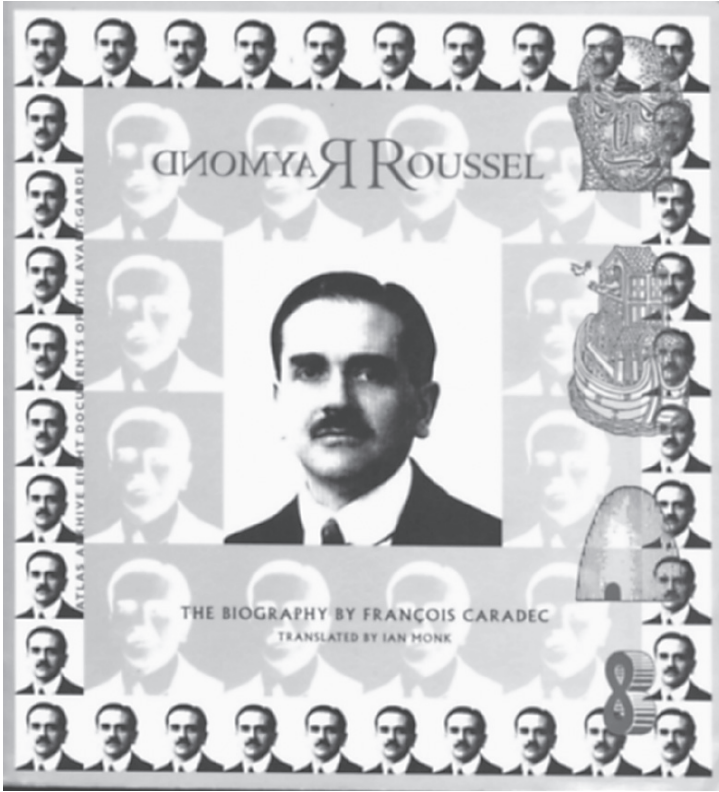 RAYMOND ROUSSEL
THE BIOGRAPHY BY FRANÇOIS CARADEC
TRANSLATED BY IAN MONK
ATLAS ARCHIVE EIGHT DOCUMENTS OF THE AVANT-GARDE
8